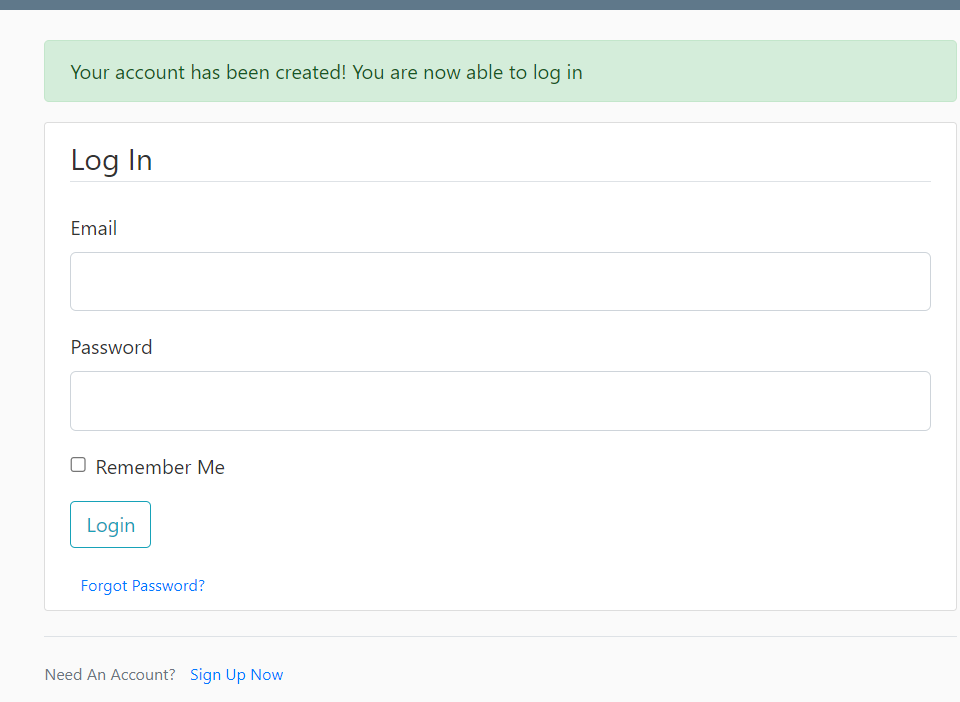 Your account has been created! You are now able to log in
Log In
Email
Password
Remember Me
Login
Forgot Password?
Need An Account? Sign Up Now